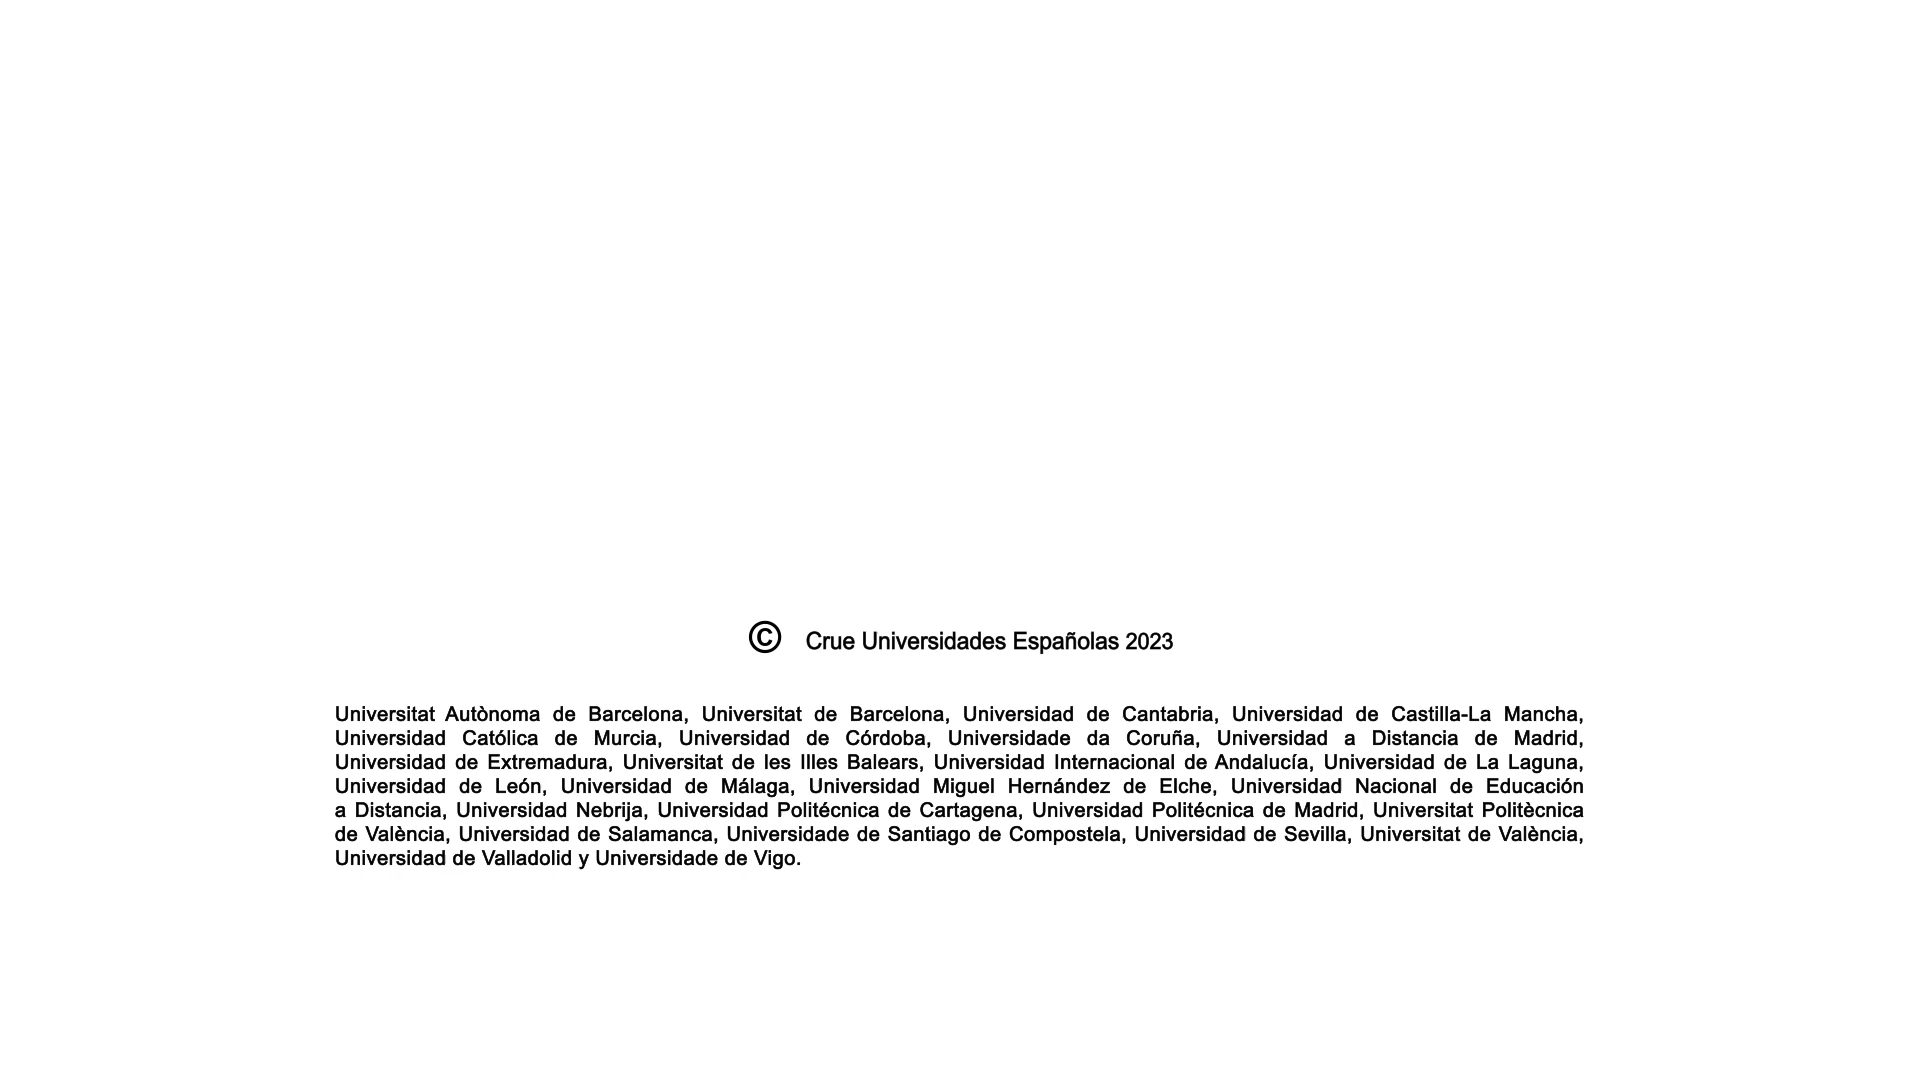 © Crue Universidades Españolas 2023
Universitat Autònoma de Barcelona, Universitat de Barcelona, Universidad de Cantabria, Universidad de Castilla-La Mancha,
Universidad Católica de Murcia, Universidad de Córdoba, Universidade da Coruña, Universidad a Distancia de Madrid,
Universidad de Extremadura, Universitat de les Illes Balears, Universidad Internacional de Andalucía, Universidad de La Laguna,
Universidad de León, Universidad de Málaga, Universidad Miguel Hernández de Elche, Universidad Nacional de Educación
a Distancia, Universidad Nebrija, Universidad Politécnica de Cartagena, Universidad Politécnica de Madrid, Universitat Politècnica
de València, Universidad de Salamanca, Universidade de Santiago de Compostela, Universidad de Sevilla, Universitat de València,
Universidad de Valladolid y Universidade de Vigo.